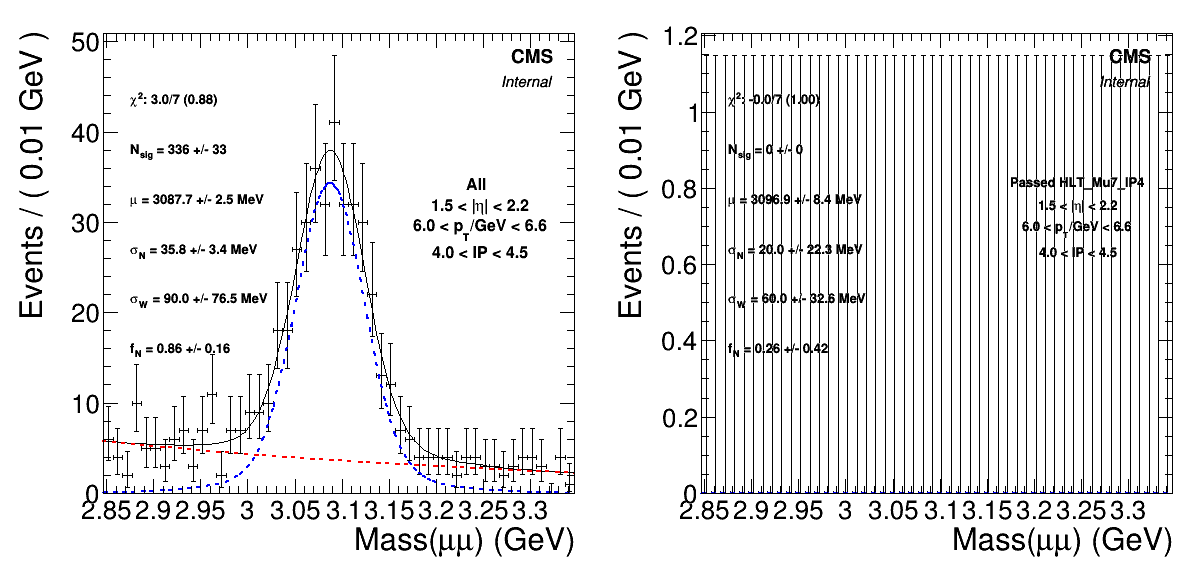 CMS
Internal
χ²: 3.0/7 (0.88)
N_sig = 336 +/- 33
μ = 3087.7 +/- 2.5 MeV
σ_N = 35.8 +/- 3.4 MeV
σ_W = 90.0 +/- 76.5 MeV
f_N = 0.86 +/- 0.16
All
1.5 < |η| < 2.2
6.0 < p_T/GeV < 6.6
4.0 < IP < 4.5
Events / ( 0.01 GeV )
50
40
30
20
10
0
2.85 2.9 2.95 3 3.05 3.1 3.15 3.2 3.25 3.3
Mass(μμ) (GeV)
CMS
Internal
χ²: -0.0/7 (1.00)
N_sig = 0 +/- 0
μ = 3096.9 +/- 8.4 MeV
σ_N = 20.0 +/- 22.3 MeV
σ_W = 60.0 +/- 32.6 MeV
f_N = 0.26 +/- 0.42
Passed HLT_Mu7_IP4
1.5 < |η| < 2.2
6.0 < p_T/GeV < 6.6
4.0 < IP < 4.5
Events / ( 0.01 GeV )
1.2
1
0.8
0.6
0.4
0.2
0
2.85 2.9 2.95 3 3.05 3.1 3.15 3.2 3.25 3.3
Mass(μμ) (GeV)